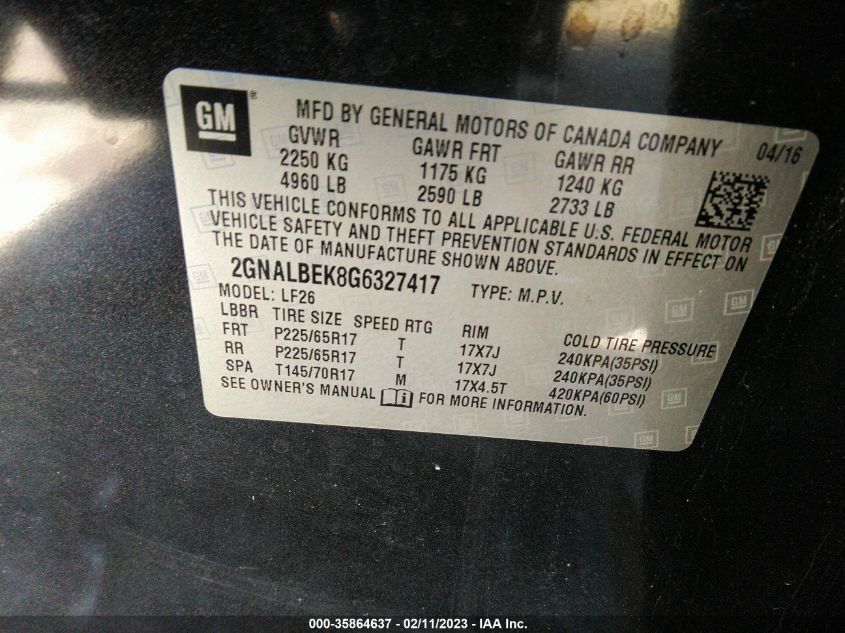 GM ®
MFD BY GENERAL MOTORS OF CANADA COMPANY
04/16
GVWR GAWR FRT GAWR RR
2250 KG 1175 KG 1240 KG
4960 LB 2590 LB 2733 LB
THIS VEHICLE CONFORMS TO ALL APPLICABLE U.S. FEDERAL MOTOR
VEHICLE SAFETY AND THEFT PREVENTION STANDARDS IN EFFECT ON
THE DATE OF MANUFACTURE SHOWN ABOVE.
2GNALBEK8G6327417 TYPE: M.P.V.
MODEL: LF26
LBBR TIRE SIZE SPEED RTG RIM COLD TIRE PRESSURE
FRT P225/65R17 T 17X7J 240KPA(35PSI)
RR P225/65R17 T 17X7J 240KPA(35PSI)
SPA T145/70R17 M 17X4.5T 420KPA(60PSI)
SEE OWNER'S MANUAL FOR MORE INFORMATION.
000-35864637 - 02/11/2023 - IAA Inc.